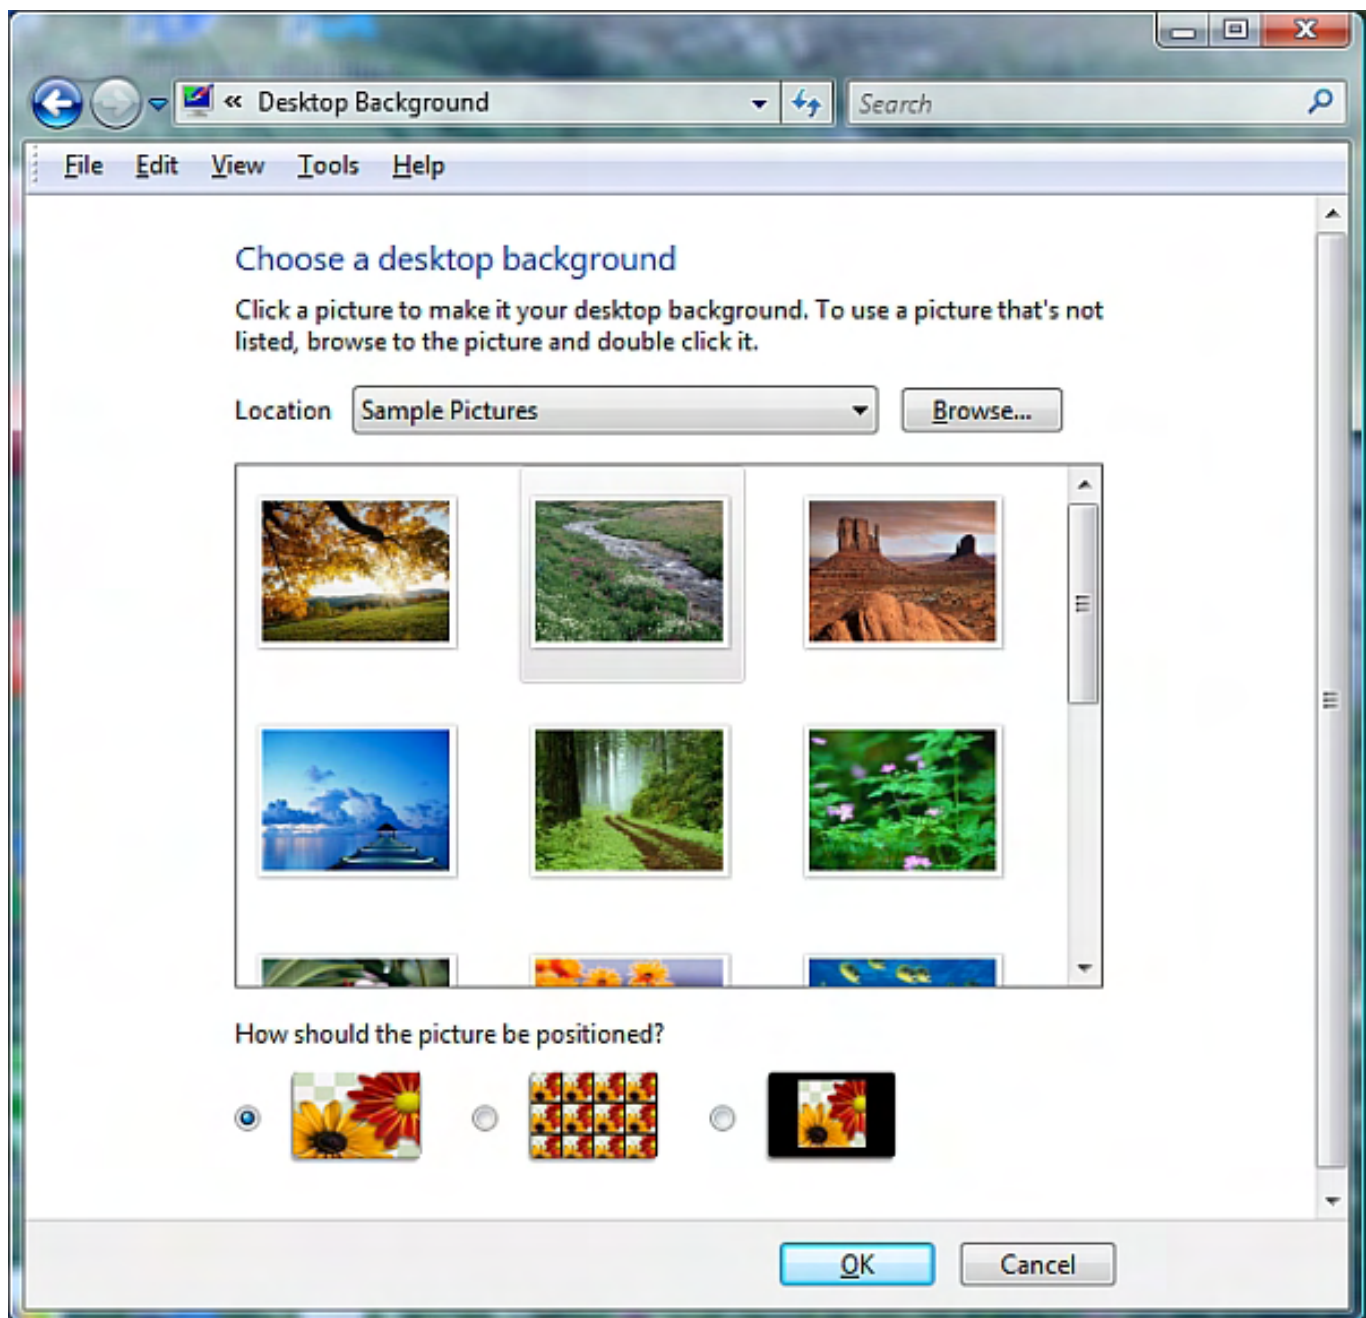 « Desktop Background
Search
File Edit View Tools Help
Choose a desktop background
Click a picture to make it your desktop background. To use a picture that's not
listed, browse to the picture and double click it.
Location Sample Pictures Browse...
How should the picture be positioned?
OK Cancel